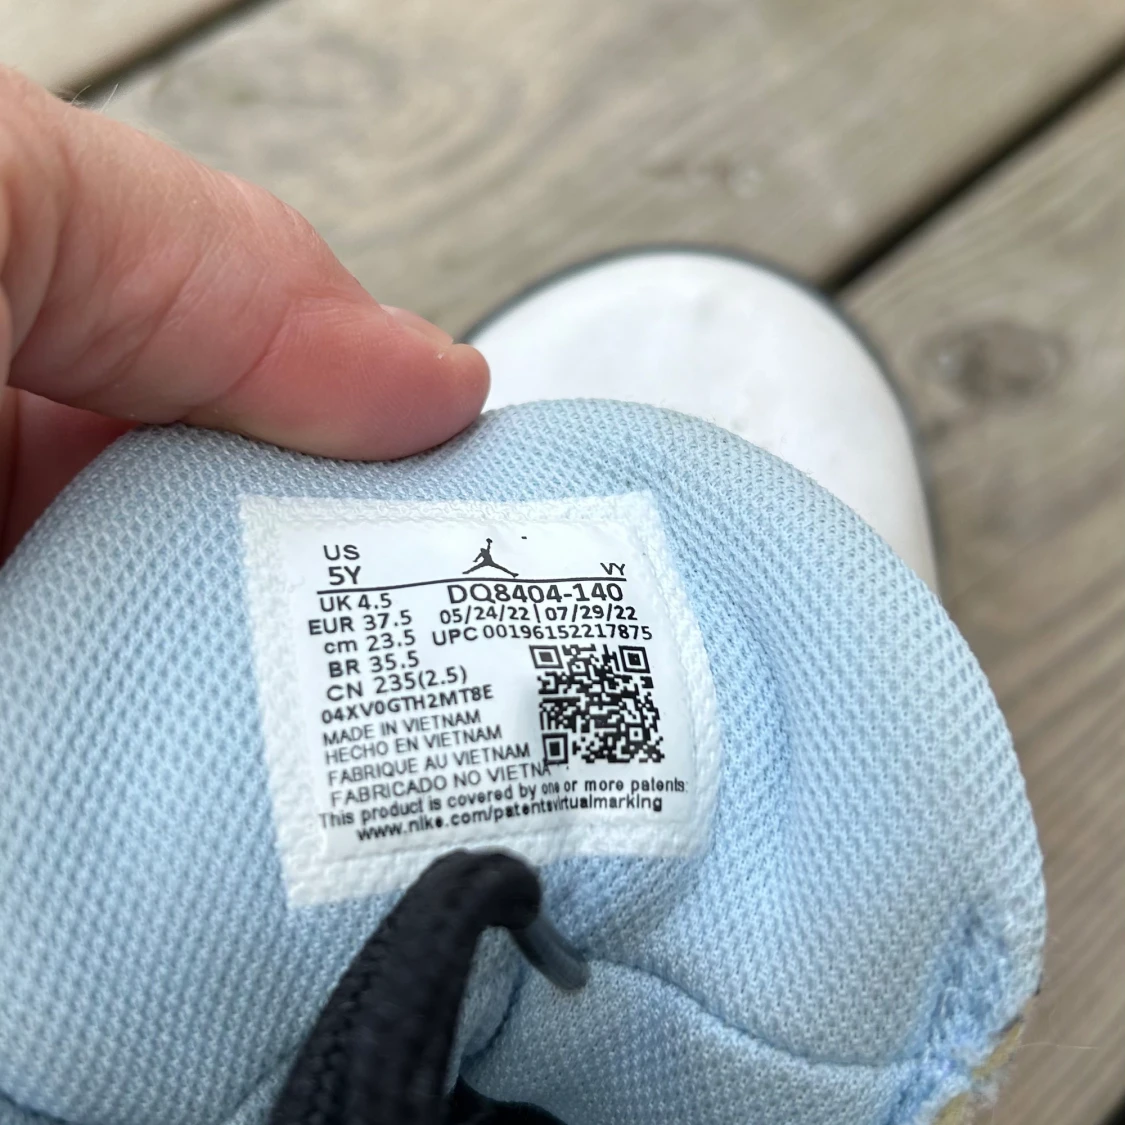 US
5Y VY
UK 4.5 DQ8404-140
EUR 37.5 05/24/22|07/29/22
cm 23.5 UPC 00196152217875
BR 35.5
CN 235(2.5)
04XV0GTH2MT8E
MADE IN VIETNAM
HECHO EN VIETNAM
FABRIQUE AU VIETNAM
FABRICADO NO VIETNA
This product is covered by one or more patents:
www.nike.com/patentsvirtualmarking